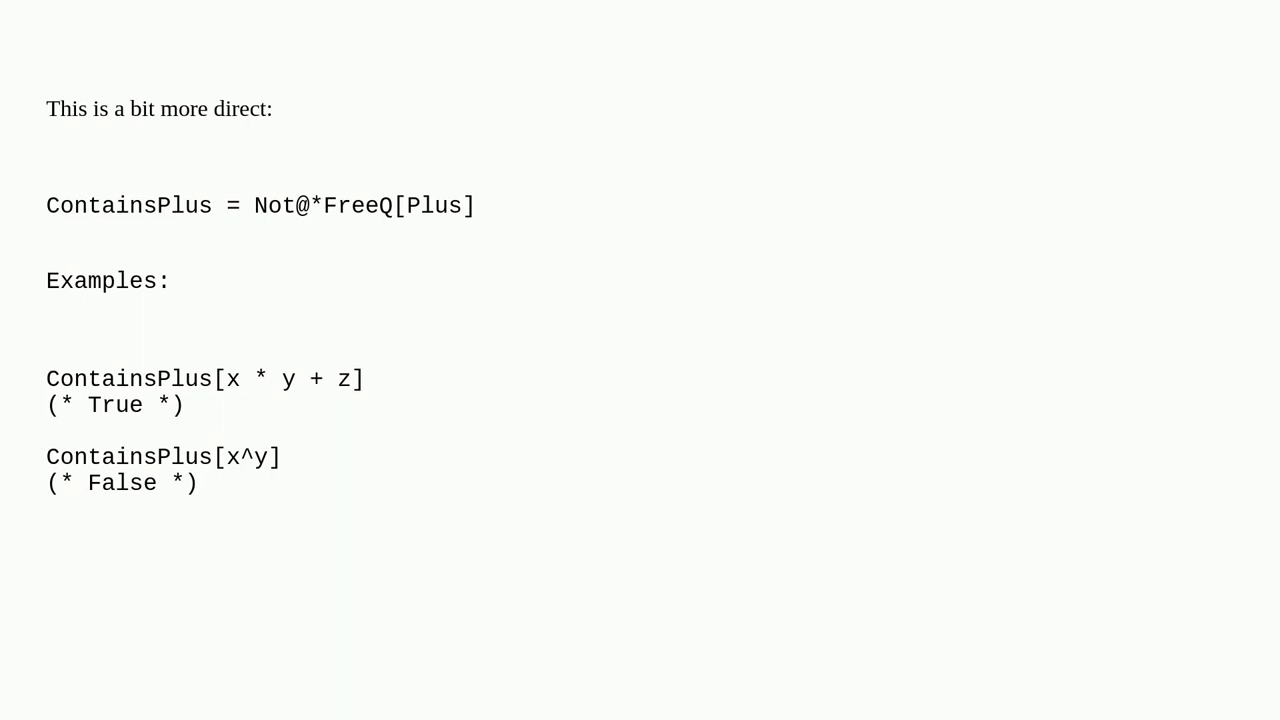 This is a bit more direct:
ContainsPlus = Not@*FreeQ[Plus]
Examples:
ContainsPlus[x * y + z]
(* True *)
ContainsPlus[x^y]
(* False *)